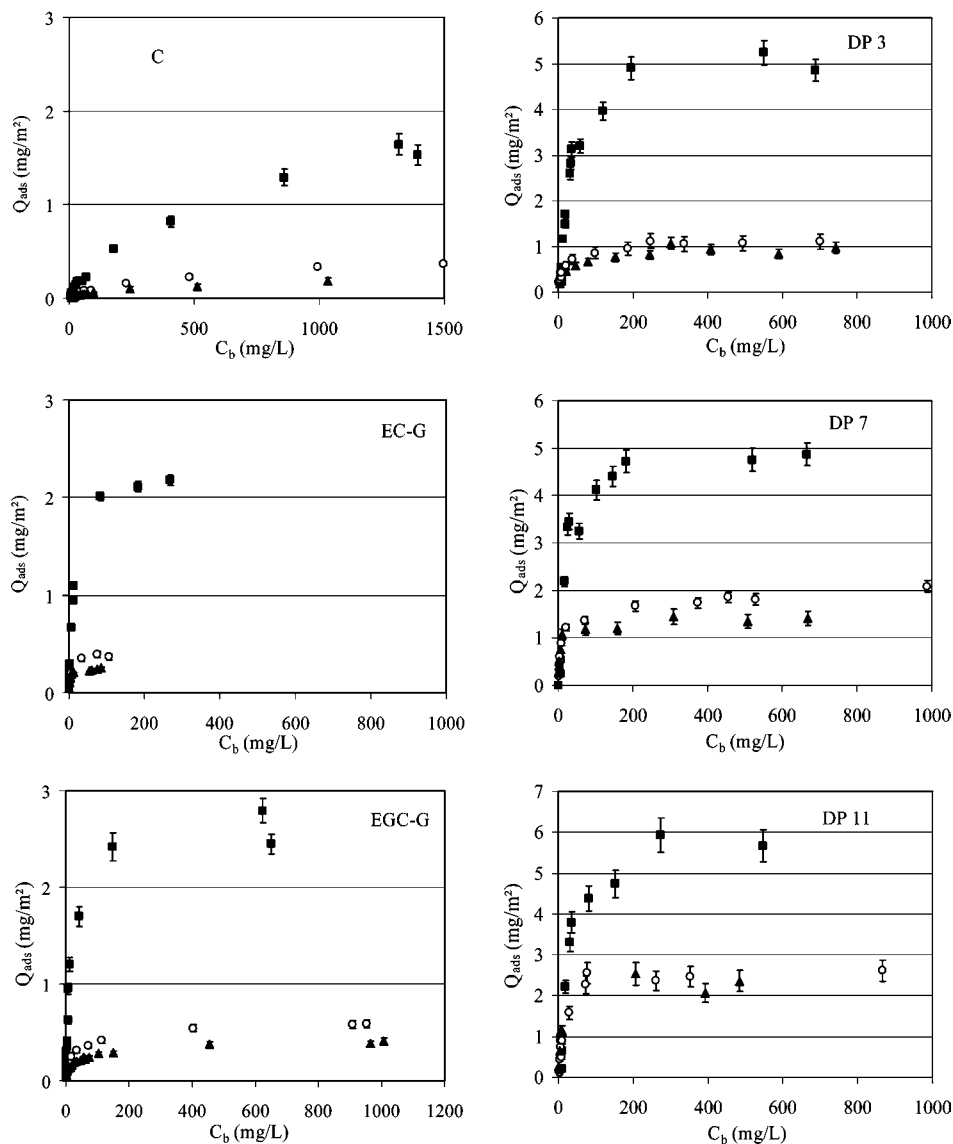 C
3
2
1
0
Qads (mg/m²)
0 500 1000 1500
Cb (mg/L)
DP 3
6
5
4
3
2
1
0
Qads (mg/m²)
0 200 400 600 800 1000
Cb (mg/L)
EC-G
3
2
1
0
Qads (mg/m²)
0 200 400 600 800 1000
Cb (mg/L)
DP 7
6
5
4
3
2
1
0
Qads (mg/m²)
0 200 400 600 800 1000
Cb (mg/L)
EGC-G
3
2
1
0
Qads (mg/m²)
0 200 400 600 800 1000 1200
Cb (mg/L)
DP 11
7
6
5
4
3
2
1
0
Qads (mg/m²)
0 200 400 600 800 1000
Cb (mg/L)